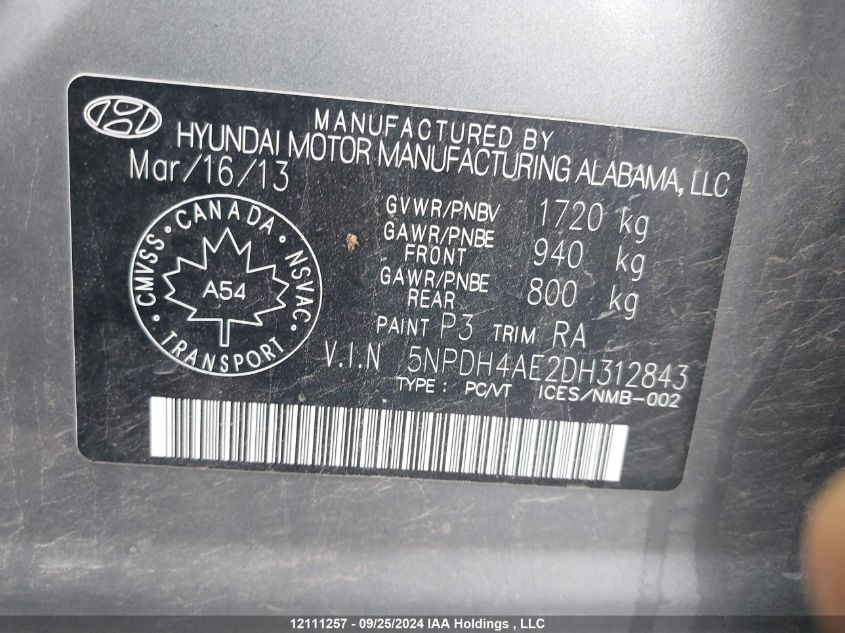 MANUFACTURED BY
HYUNDAI MOTOR MANUFACTURING ALABAMA, LLC
Mar/16/13
CMVSS • CANADA • NSVAC • TRANSPORT •
A54
GVWR/PNBV 1720 kg
GAWR/PNBE FRONT 940 kg
GAWR/PNBE REAR 800 kg
PAINT P3 TRIM RA
V.I.N 5NPDH4AE2DH312843
TYPE : PC/VT ICES/NMB-002
12111257 - 09/25/2024 IAA Holdings , LLC